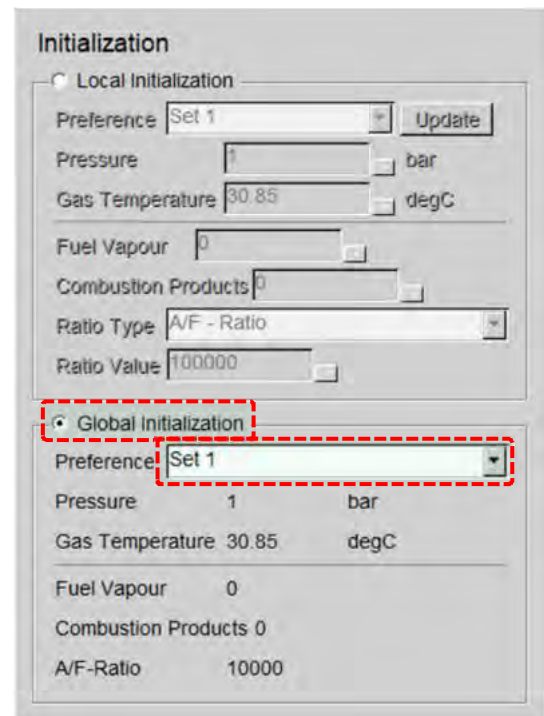 Initialization
Local Initialization
Preference Set 1 Update
Pressure 1 bar
Gas Temperature 30.85 degC
Fuel Vapour 0
Combustion Products 0
Ratio Type A/F - Ratio
Ratio Value 100000
Global Initialization
Preference Set 1
Pressure 1 bar
Gas Temperature 30.85 degC
Fuel Vapour 0
Combustion Products 0
A/F-Ratio 10000